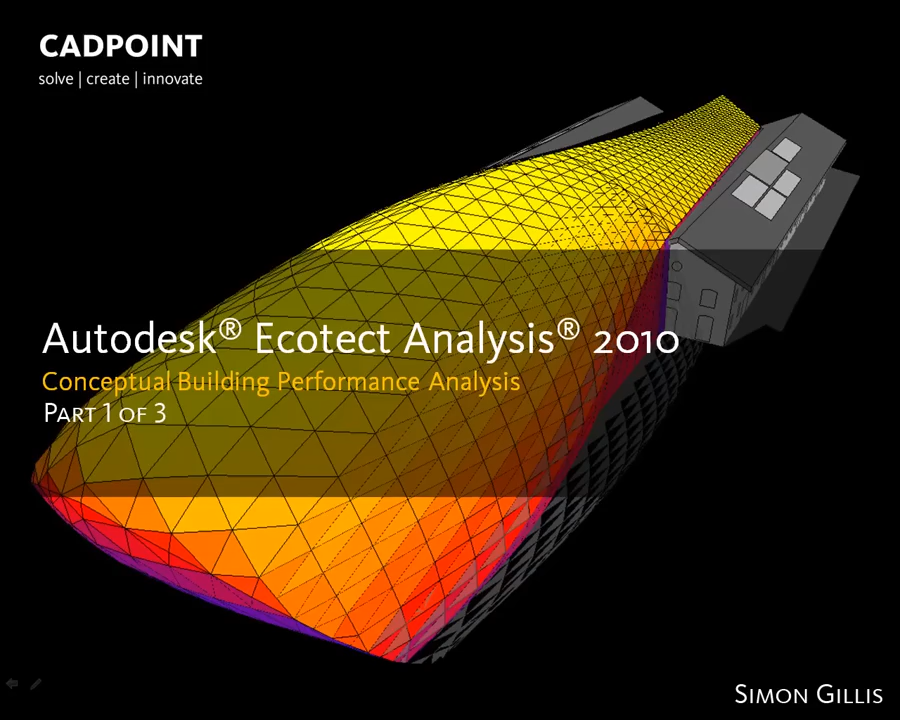 CADPOINT
solve | create | innovate
Autodesk® Ecotect Analysis® 2010
Conceptual Building Performance Analysis
Part 1 of 3
Simon Gillis